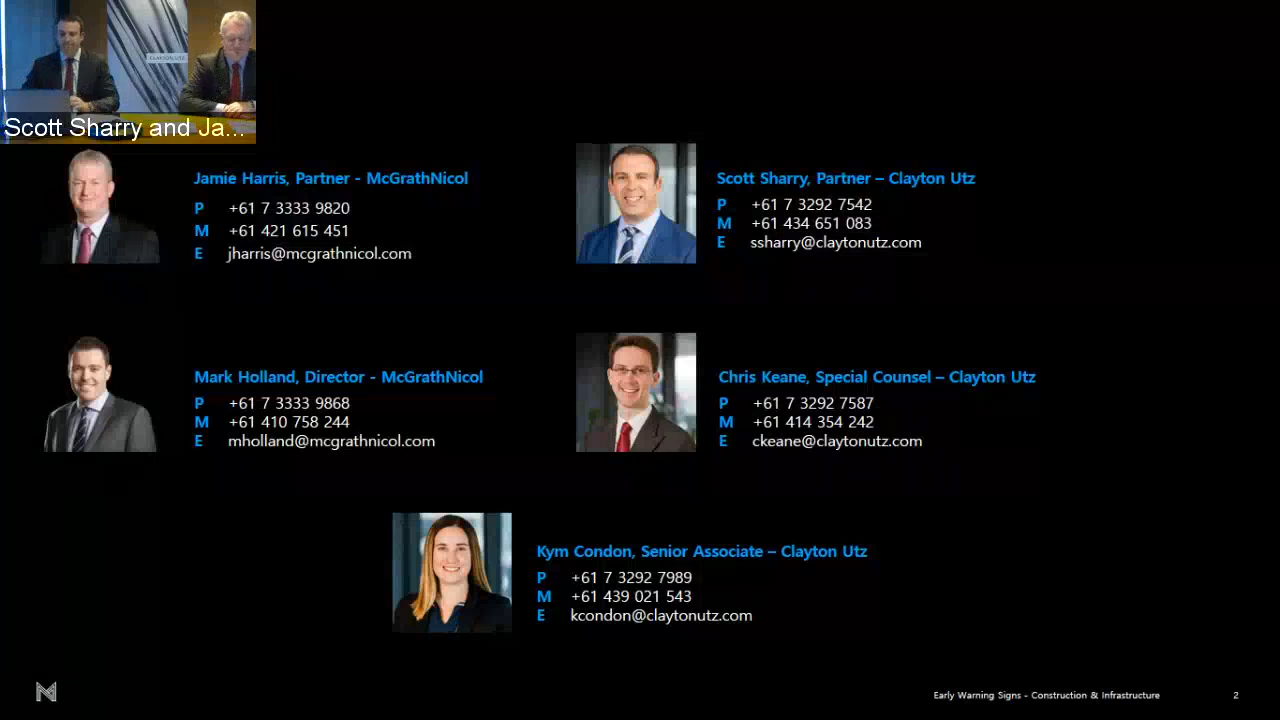 CLAYTON UTZ
Scott Sharry and Ja...
Jamie Harris, Partner - McGrathNicol
P +61 7 3333 9820
M +61 421 615 451
E jharris@mcgrathnicol.com
Scott Sharry, Partner – Clayton Utz
P +61 7 3292 7542
M +61 434 651 083
E ssharry@claytonutz.com
Mark Holland, Director - McGrathNicol
P +61 7 3333 9868
M +61 410 758 244
E mholland@mcgrathnicol.com
Chris Keane, Special Counsel – Clayton Utz
P +61 7 3292 7587
M +61 414 354 242
E ckeane@claytonutz.com
Kym Condon, Senior Associate – Clayton Utz
P +61 7 3292 7989
M +61 439 021 543
E kcondon@claytonutz.com
Early Warning Signs - Construction & Infrastructure
2